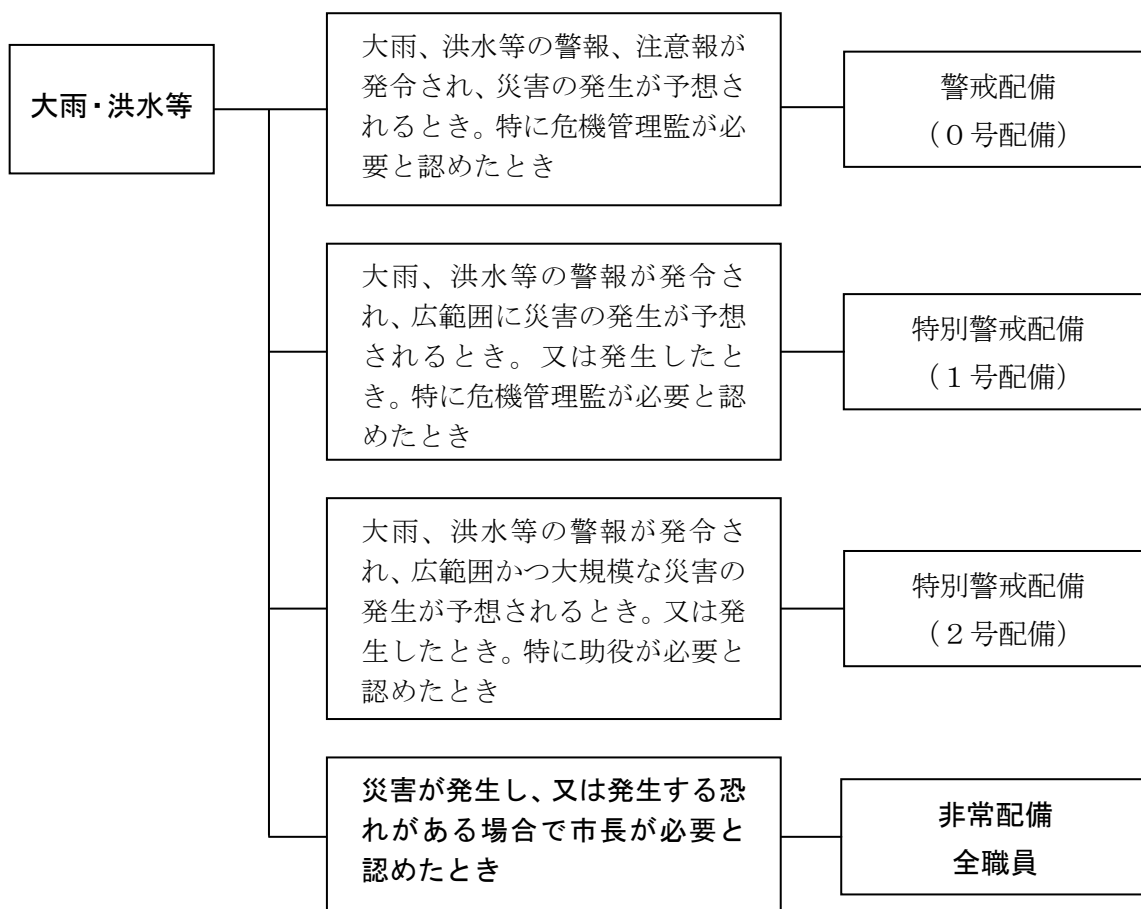 大雨・洪水等
大雨、洪水等の警報、注意報が
発令され、災害の発生が予想さ
れるとき。特に危機管理監が必
要と認めたとき
警戒配備
（０号配備）
大雨、洪水等の警報が発令さ
れ、広範囲に災害の発生が予想
されるとき。又は発生したと
き。特に危機管理監が必要と認
めたとき
特別警戒配備
（１号配備）
大雨、洪水等の警報が発令さ
れ、広範囲かつ大規模な災害の
発生が予想されるとき。又は発
生したとき。特に助役が必要と
認めたとき
特別警戒配備
（２号配備）
災害が発生し、又は発生する恐
れがある場合で市長が必要と
認めたとき
非常配備
全職員